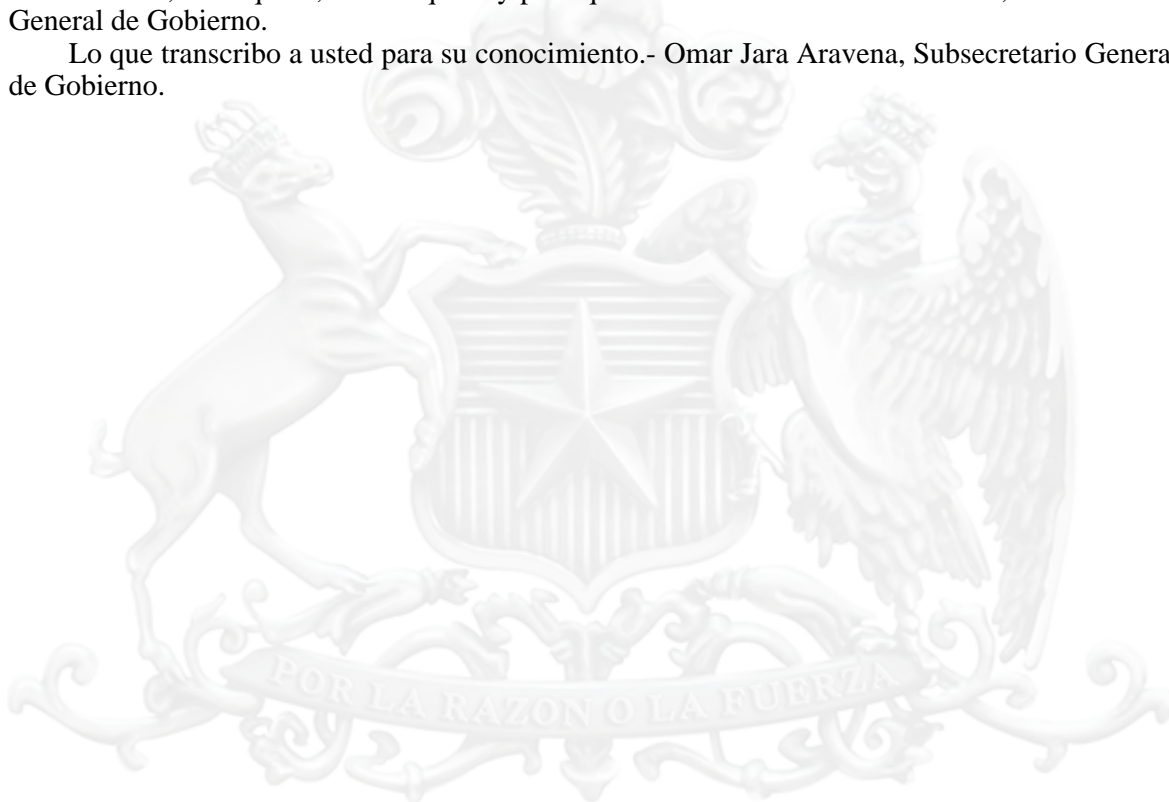 General de Gobierno.
Lo que transcribo a usted para su conocimiento.- Omar Jara Aravena, Subsecretario Genera
de Gobierno.
POR LA RAZON O LA FUERZA